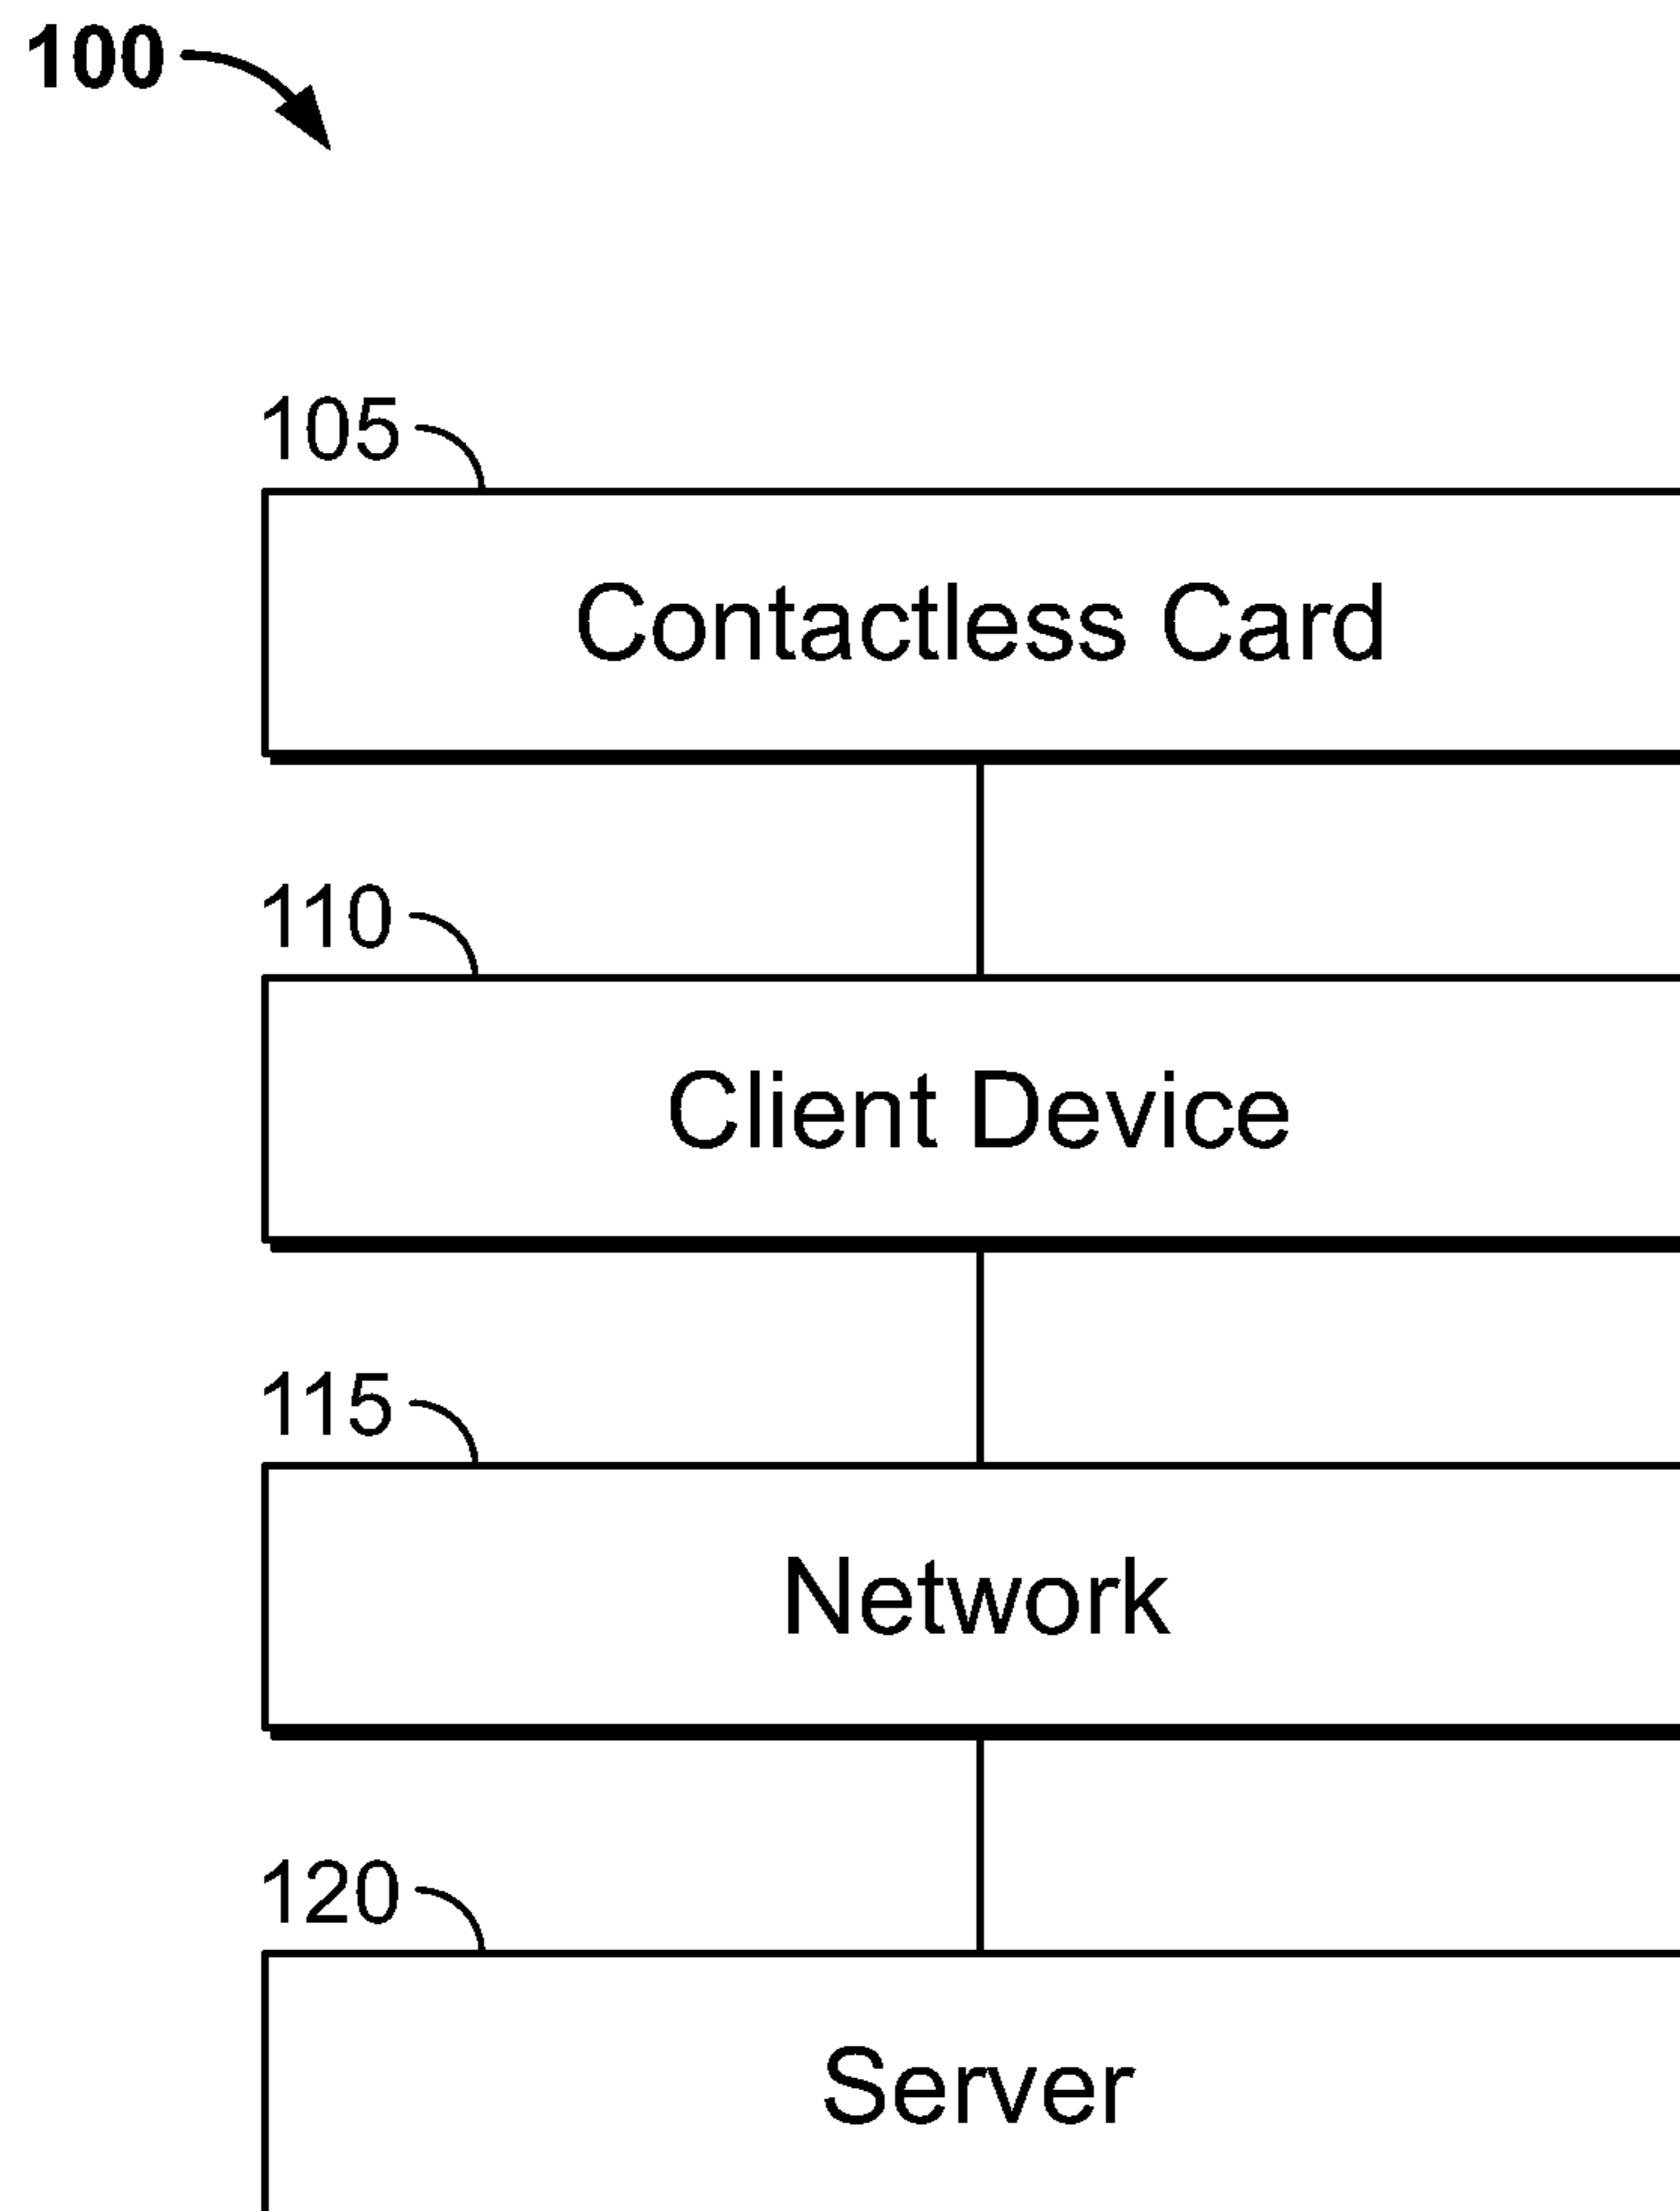 100
105
Contactless Card
110
Client Device
115
Network
120
Server